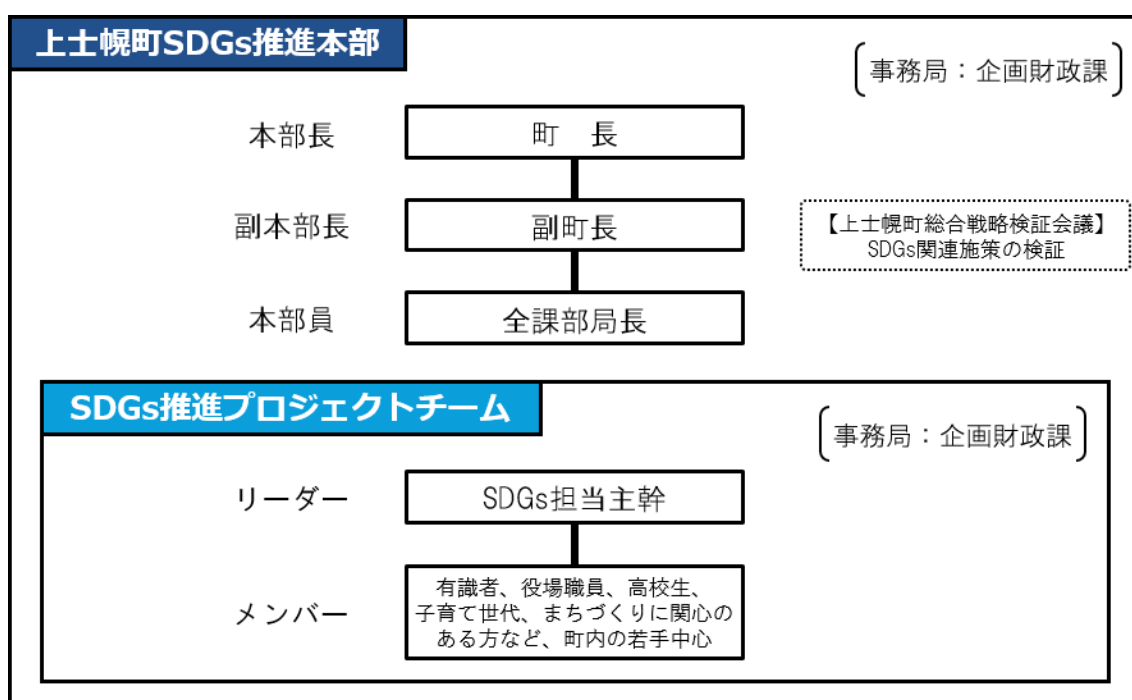 上士幌町SDGs推進本部
事務局：企画財政課
本部長
町　長
副本部長
副町長
【上士幌町総合戦略検証会議】
SDGs関連施策の検証
本部員
全課部局長
SDGs推進プロジェクトチーム
事務局：企画財政課
リーダー
SDGs担当主幹
メンバー
有識者、役場職員、高校生、
子育て世代、まちづくりに関心の
ある方など、町内の若手中心